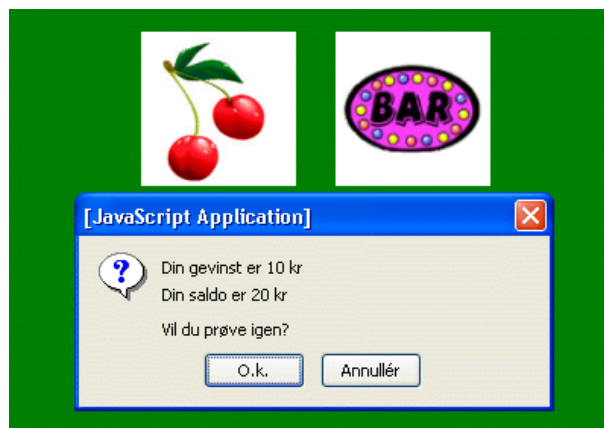 BAR
[JavaScript Application]
?
Din gevinst er 10 kr
Din saldo er 20 kr
Vil du prøve igen?
O.k.
Annullér